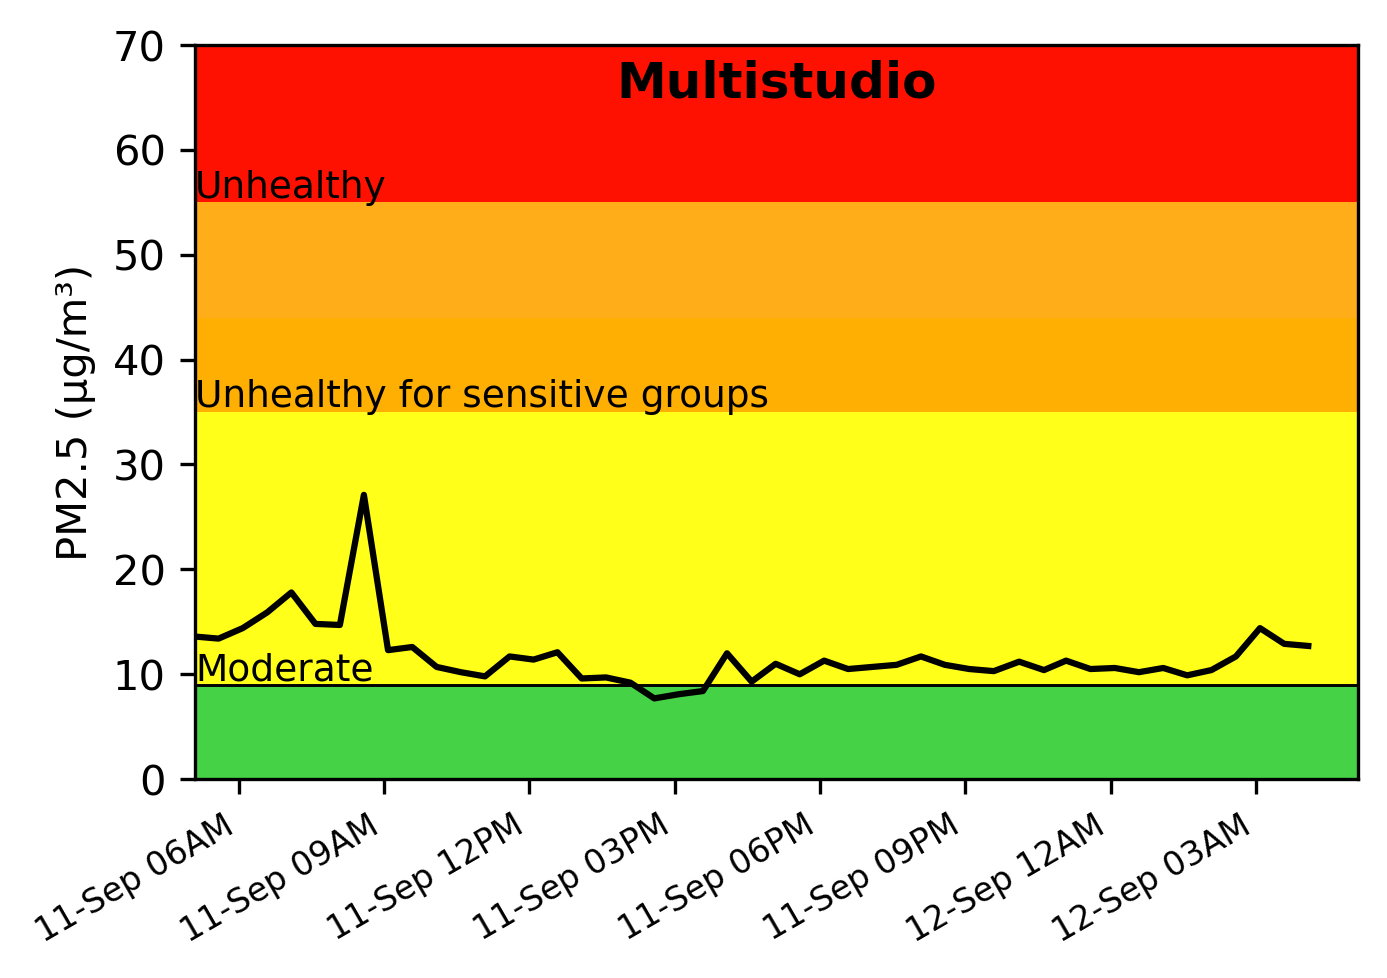 Multistudio
PM2.5 (µg/m³)
70
60
50
40
30
20
10
0
Unhealthy
Unhealthy for sensitive groups
Moderate
11-Sep 06AM
11-Sep 09AM
11-Sep 12PM
11-Sep 03PM
11-Sep 06PM
11-Sep 09PM
12-Sep 12AM
12-Sep 03AM